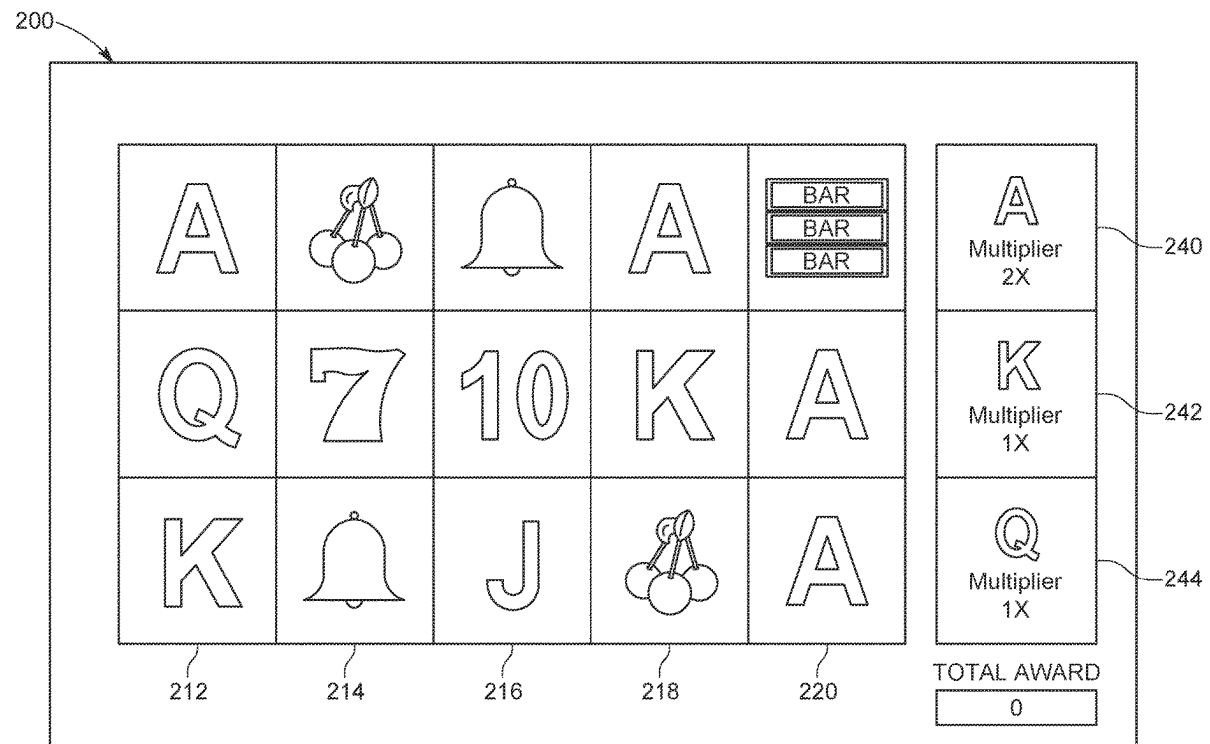 200
A
A
BAR
BAR
BAR
A
Multiplier
2X
240
Q
7
10
K
A
K
Multiplier
1X
242
K
J
A
Q
Multiplier
1X
244
212
214
216
218
220
TOTAL AWARD
0